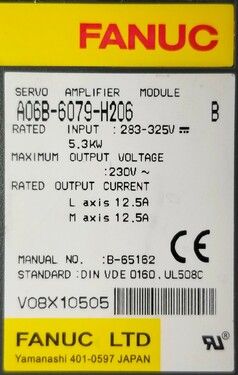 FANUC
SERVO AMPLIFIER MODULE
A06B-6079-H206 B
RATED INPUT :283-325V⎓
5.3KW
MAXIMUM OUTPUT VOLTAGE
:230V~
RATED OUTPUT CURRENT
L axis 12.5A
M axis 12.5A
MANUAL NO. :B-65162
CE
STANDARD :DIN VDE 0160, UL508C
V08X10505
FANUC LTD
Yamanashi 401-0597 JAPAN